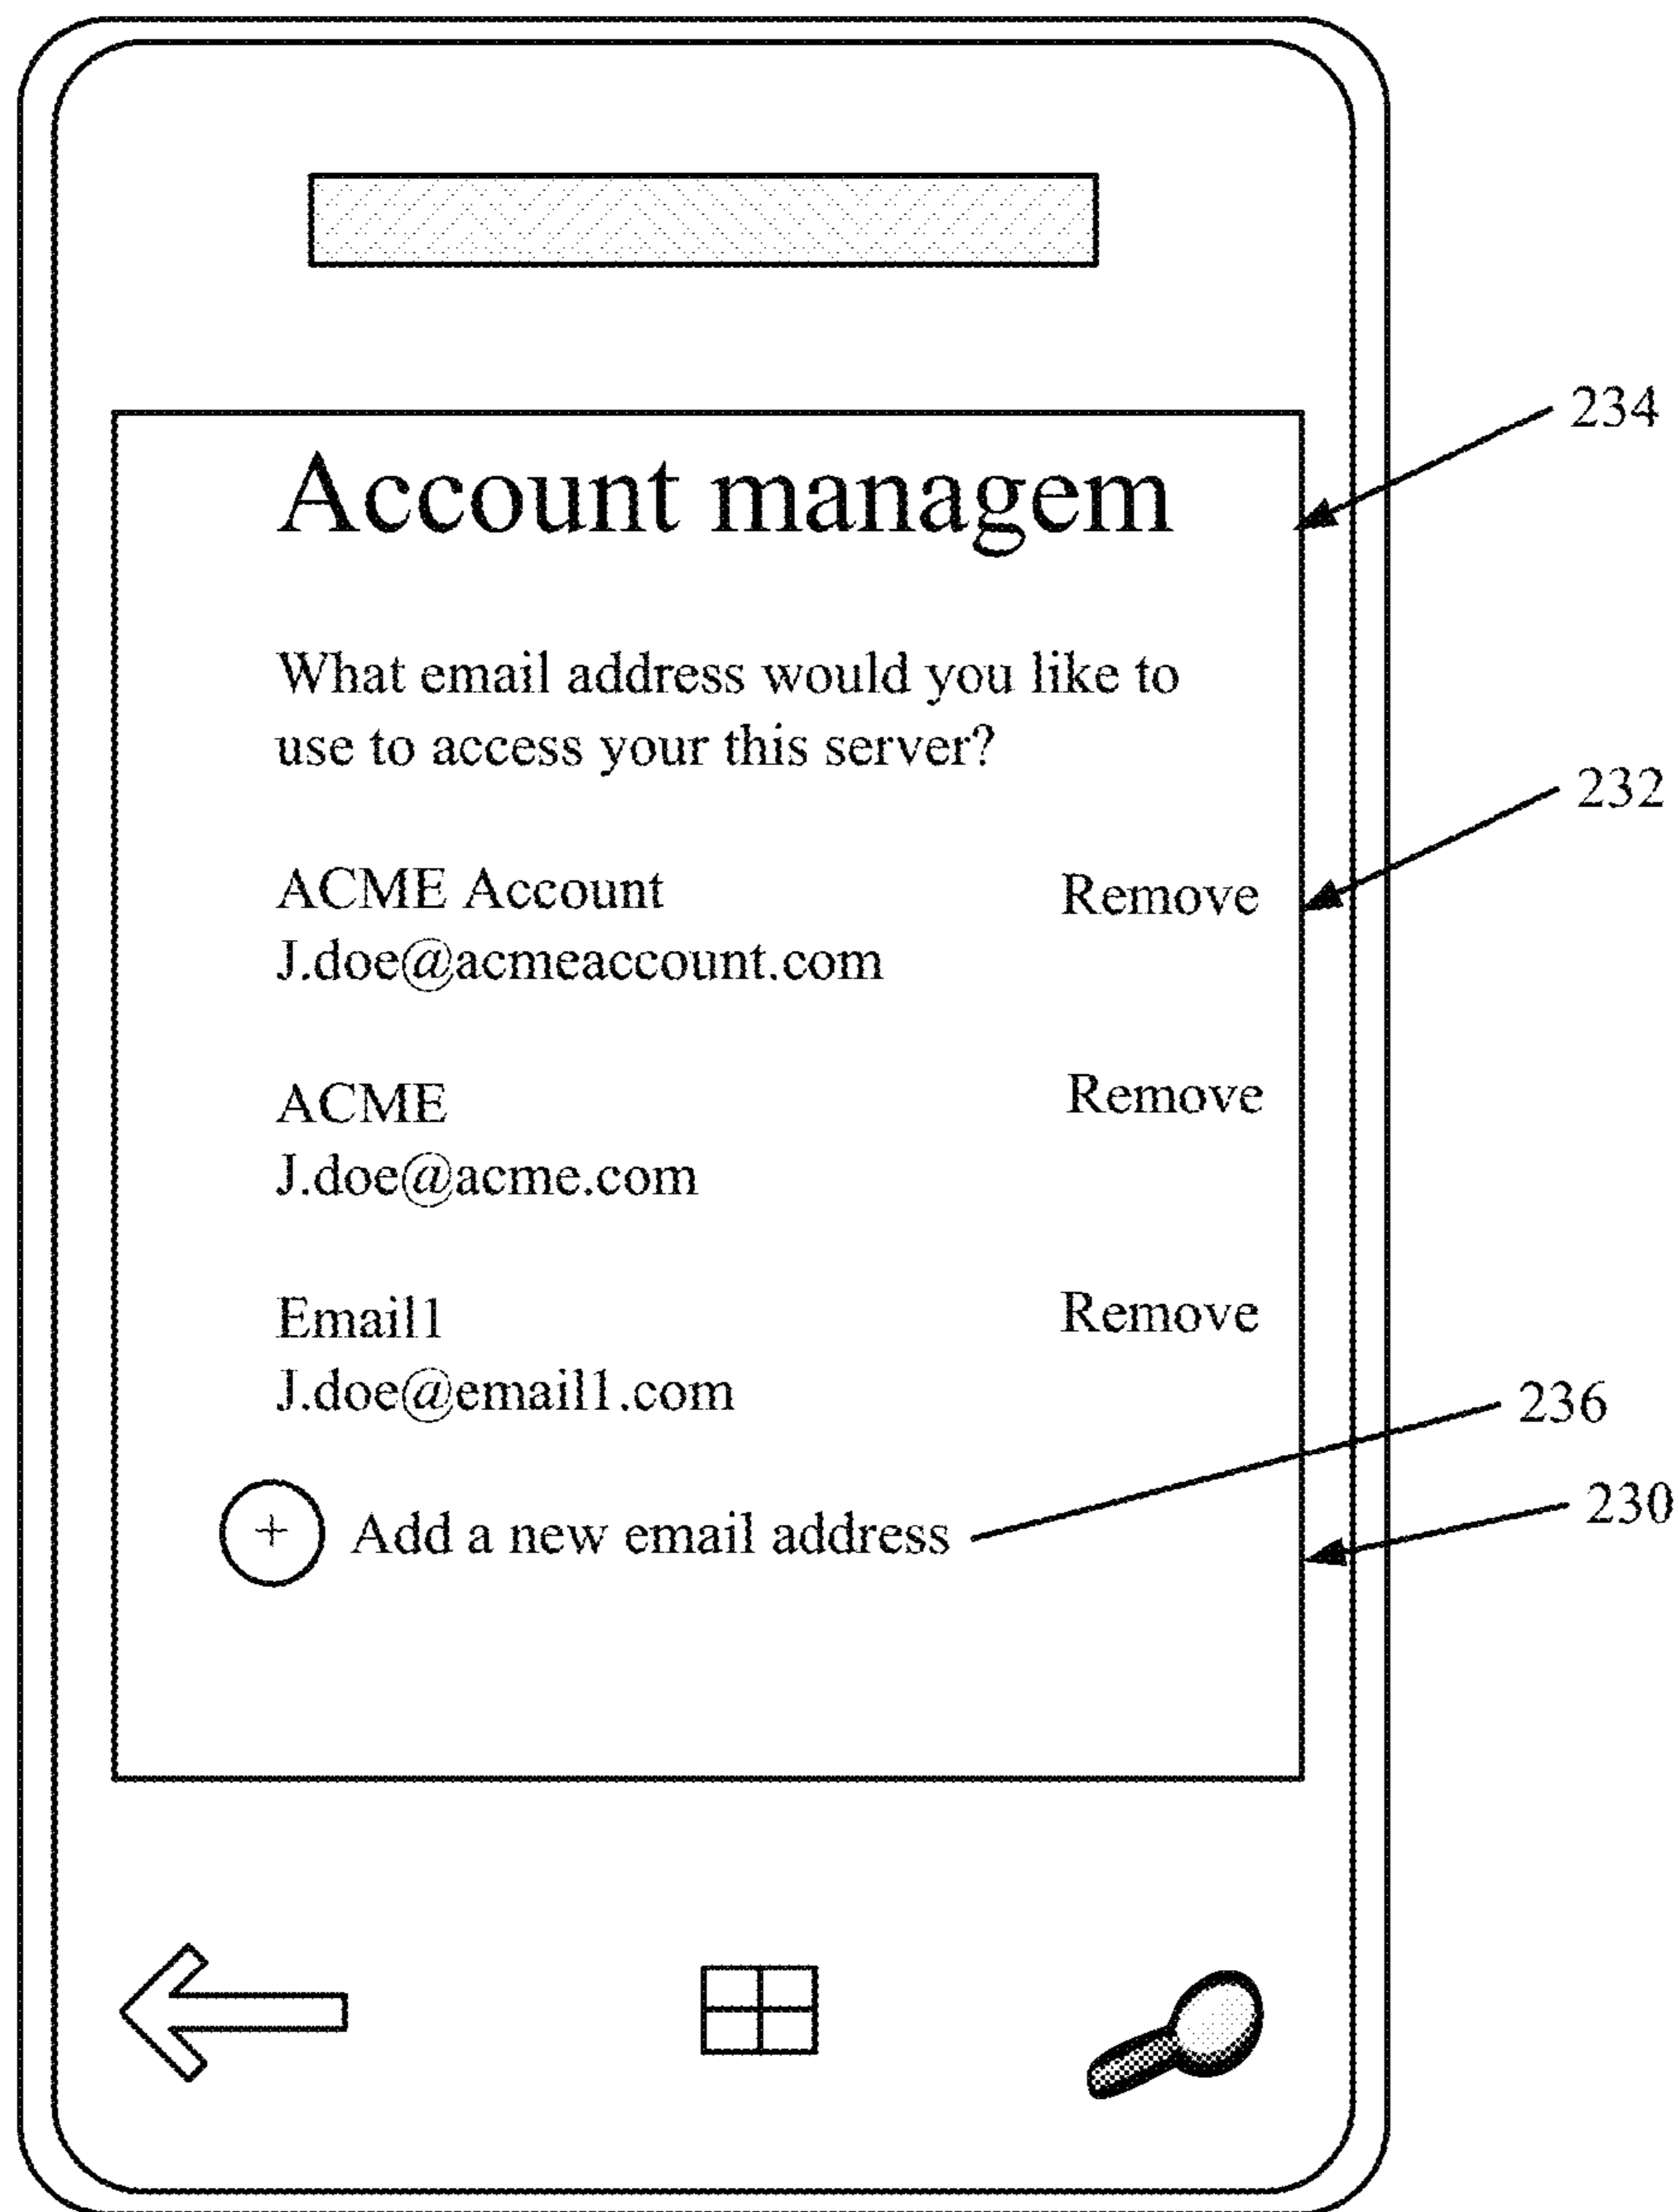 234
Account managem
What email address would you like to
use to access your this server?
232
ACME Account Remove
J.doe@acmeaccount.com
ACME Remove
J.doe@acme.com
Email1 Remove
J.doe@email1.com
236
230
+ Add a new email address